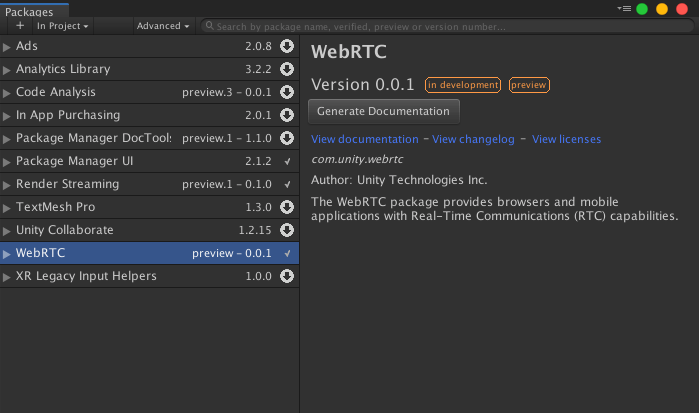 Packages
+ In Project Advanced Search by package name, verified, preview or version number...
Ads 2.0.8
Analytics Library 3.2.2
Code Analysis preview.3 - 0.0.1
In App Purchasing 2.0.1
Package Manager DocTools preview.1 - 1.1.0
Package Manager UI 2.1.2
Render Streaming preview.1 - 0.1.0
TextMesh Pro 1.3.0
Unity Collaborate 1.2.15
WebRTC preview - 0.0.1
XR Legacy Input Helpers 1.0.0
WebRTC
Version 0.0.1 in development preview
Generate Documentation
View documentation - View changelog - View licenses
com.unity.webrtc
Author: Unity Technologies Inc.
The WebRTC package provides browsers and mobile
applications with Real-Time Communications (RTC) capabilities.